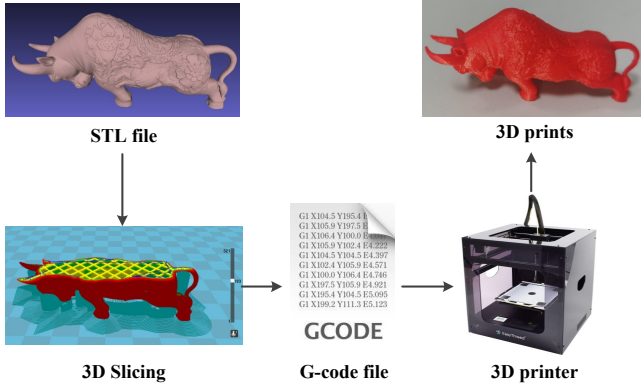 STL file
3D prints
G1 X104.5 Y195.4
G1 X105.9 Y197.5
G1 X106.4 Y100.0
G1 X105.9 Y102.4 E4.222
G1 X104.5 Y104.5 E4.397
G1 X102.4 Y105.9 E4.571
G1 X100.0 Y106.4 E4.746
G1 X197.5 Y105.9 E4.921
G1 X195.4 Y104.5 E5.095
G1 X199.2 Y111.3 E5.123
GCODE
3D Slicing
G-code file
3D printer